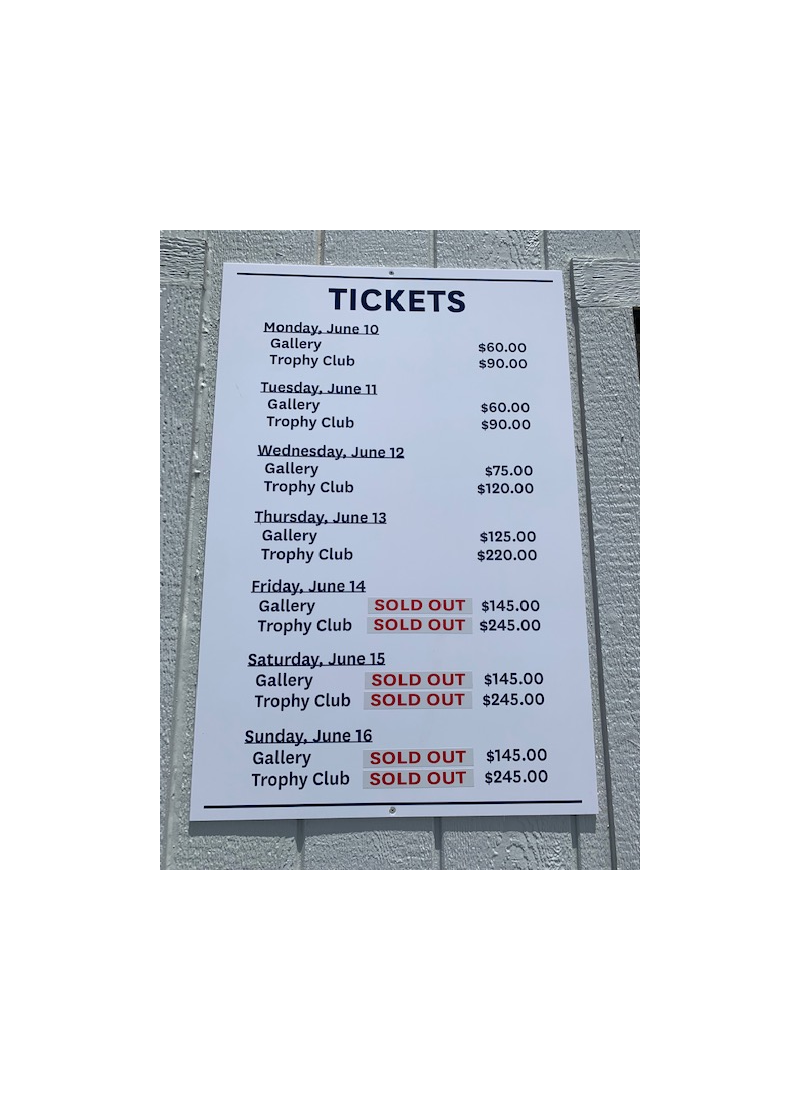 TICKETS
Monday, June 10
Gallery $60.00
Trophy Club $90.00
Tuesday, June 11
Gallery $60.00
Trophy Club $90.00
Wednesday, June 12
Gallery $75.00
Trophy Club $120.00
Thursday, June 13
Gallery $125.00
Trophy Club $220.00
Friday, June 14
Gallery SOLD OUT $145.00
Trophy Club SOLD OUT $245.00
Saturday, June 15
Gallery SOLD OUT $145.00
Trophy Club SOLD OUT $245.00
Sunday, June 16
Gallery SOLD OUT $145.00
Trophy Club SOLD OUT $245.00